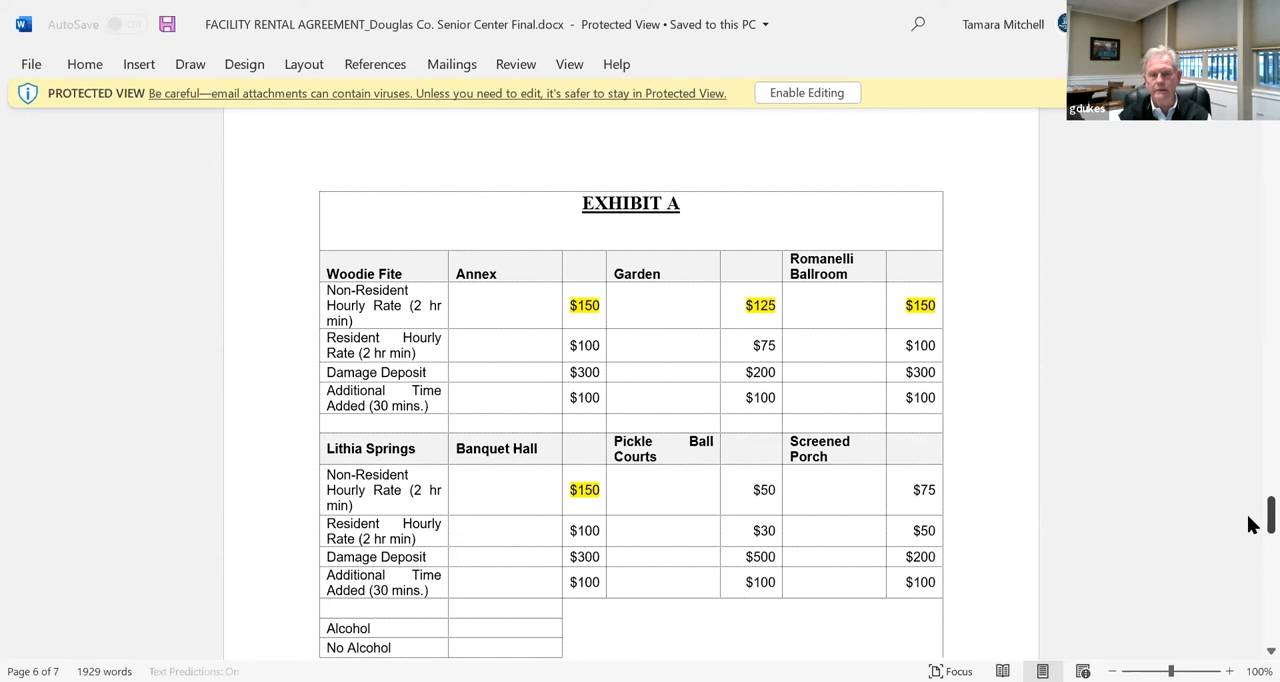 AutoSave
FACILITY RENTAL AGREEMENT_Douglas Co. Senior Center Final.docx - Protected View • Saved to this PC
Tamara Mitchell
File Home Insert Draw Design Layout References Mailings Review View Help
PROTECTED VIEW Be careful—email attachments can contain viruses. Unless you need to edit, it's safer to stay in Protected View. Enable Editing
gdukes
EXHIBIT A
Woodie Fite Annex Garden Romanelli Ballroom
Non-Resident Hourly Rate (2 hr min) $150 $125 $150
Resident Hourly Rate (2 hr min) $100 $75 $100
Damage Deposit $300 $200 $300
Additional Time Added (30 mins.) $100 $100 $100
Lithia Springs Banquet Hall Pickle Ball Courts Screened Porch
Non-Resident Hourly Rate (2 hr min) $150 $50 $75
Resident Hourly Rate (2 hr min) $100 $30 $50
Damage Deposit $300 $500 $200
Additional Time Added (30 mins.) $100 $100 $100
Alcohol
No Alcohol
Page 6 of 7 1929 words Text Predictions: On Focus 100%